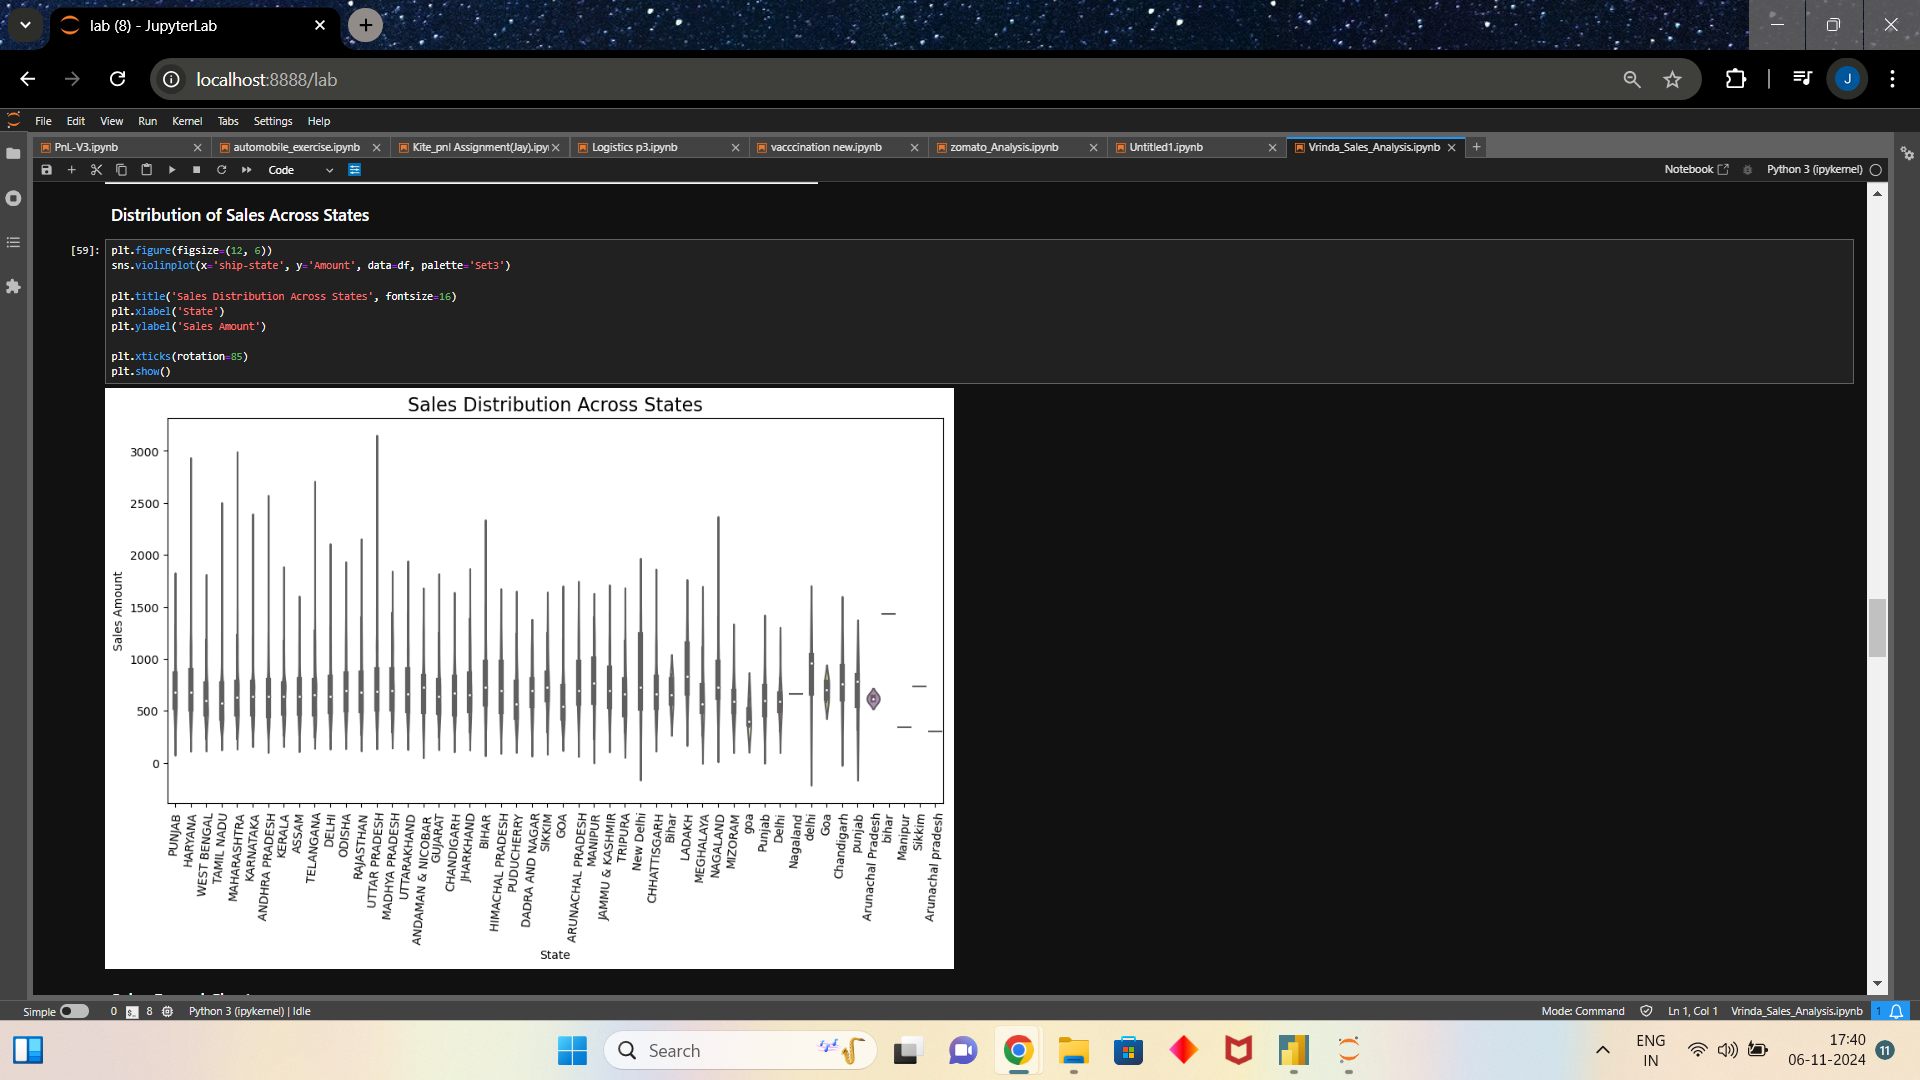 lab (8) - JupyterLab
localhost:8888/lab
J
File Edit View Run Kernel Tabs Settings Help
PnL-V3.ipynb automobile_exercise.ipynb Kite_pnl Assignment(Jay).ipyn Logistics p3.ipynb vacccination new.ipynb zomato_Analysis.ipynb Untitled1.ipynb Vrinda_Sales_Analysis.ipynb
Code Notebook Python 3 (ipykernel)
Distribution of Sales Across States
[59]:
plt.figure(figsize=(12, 6))
sns.violinplot(x='ship-state', y='Amount', data=df, palette='Set3')
plt.title('Sales Distribution Across States', fontsize=16)
plt.xlabel('State')
plt.ylabel('Sales Amount')
plt.xticks(rotation=85)
plt.show()
Sales Distribution Across States
3000
2500
2000
1500
1000
500
0
Sales Amount
PUNJAB
HARYANA
WEST BENGAL
TAMIL NADU
MAHARASHTRA
KARNATAKA
ANDHRA PRADESH
KERALA
ASSAM
TELANGANA
DELHI
ODISHA
RAJASTHAN
UTTAR PRADESH
MADHYA PRADESH
UTTARAKHAND
ANDAMAN & NICOBAR
GUJARAT
CHANDIGARH
JHARKHAND
BIHAR
HIMACHAL PRADESH
PUDUCHERRY
DADRA AND NAGAR
SIKKIM
GOA
ARUNACHAL PRADESH
MANIPUR
JAMMU & KASHMIR
TRIPURA
New Delhi
CHHATTISGARH
Bihar
LADAKH
MEGHALAYA
NAGALAND
MIZORAM
goa
Punjab
Delhi
Nagaland
delhi
Goa
Chandigarh
punjab
Arunachal Pradesh
bihar
Manipur
Sikkim
Arunachal pradesh
State
Simple 0 8 Python 3 (ipykernel) | Idle Mode: Command Ln 1, Col 1 Vrinda_Sales_Analysis.ipynb 1
Search
ENG
IN
17:40
06-11-2024
11